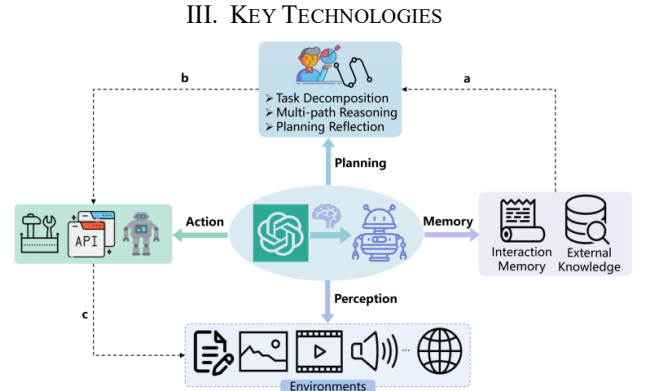 III. KEY TECHNOLOGIES
b
a
➢ Task Decomposition
➢ Multi-path Reasoning
➢ Planning Reflection
Planning
Action
Memory
API
Interaction
Memory
External
Knowledge
Perception
c
...
Environments